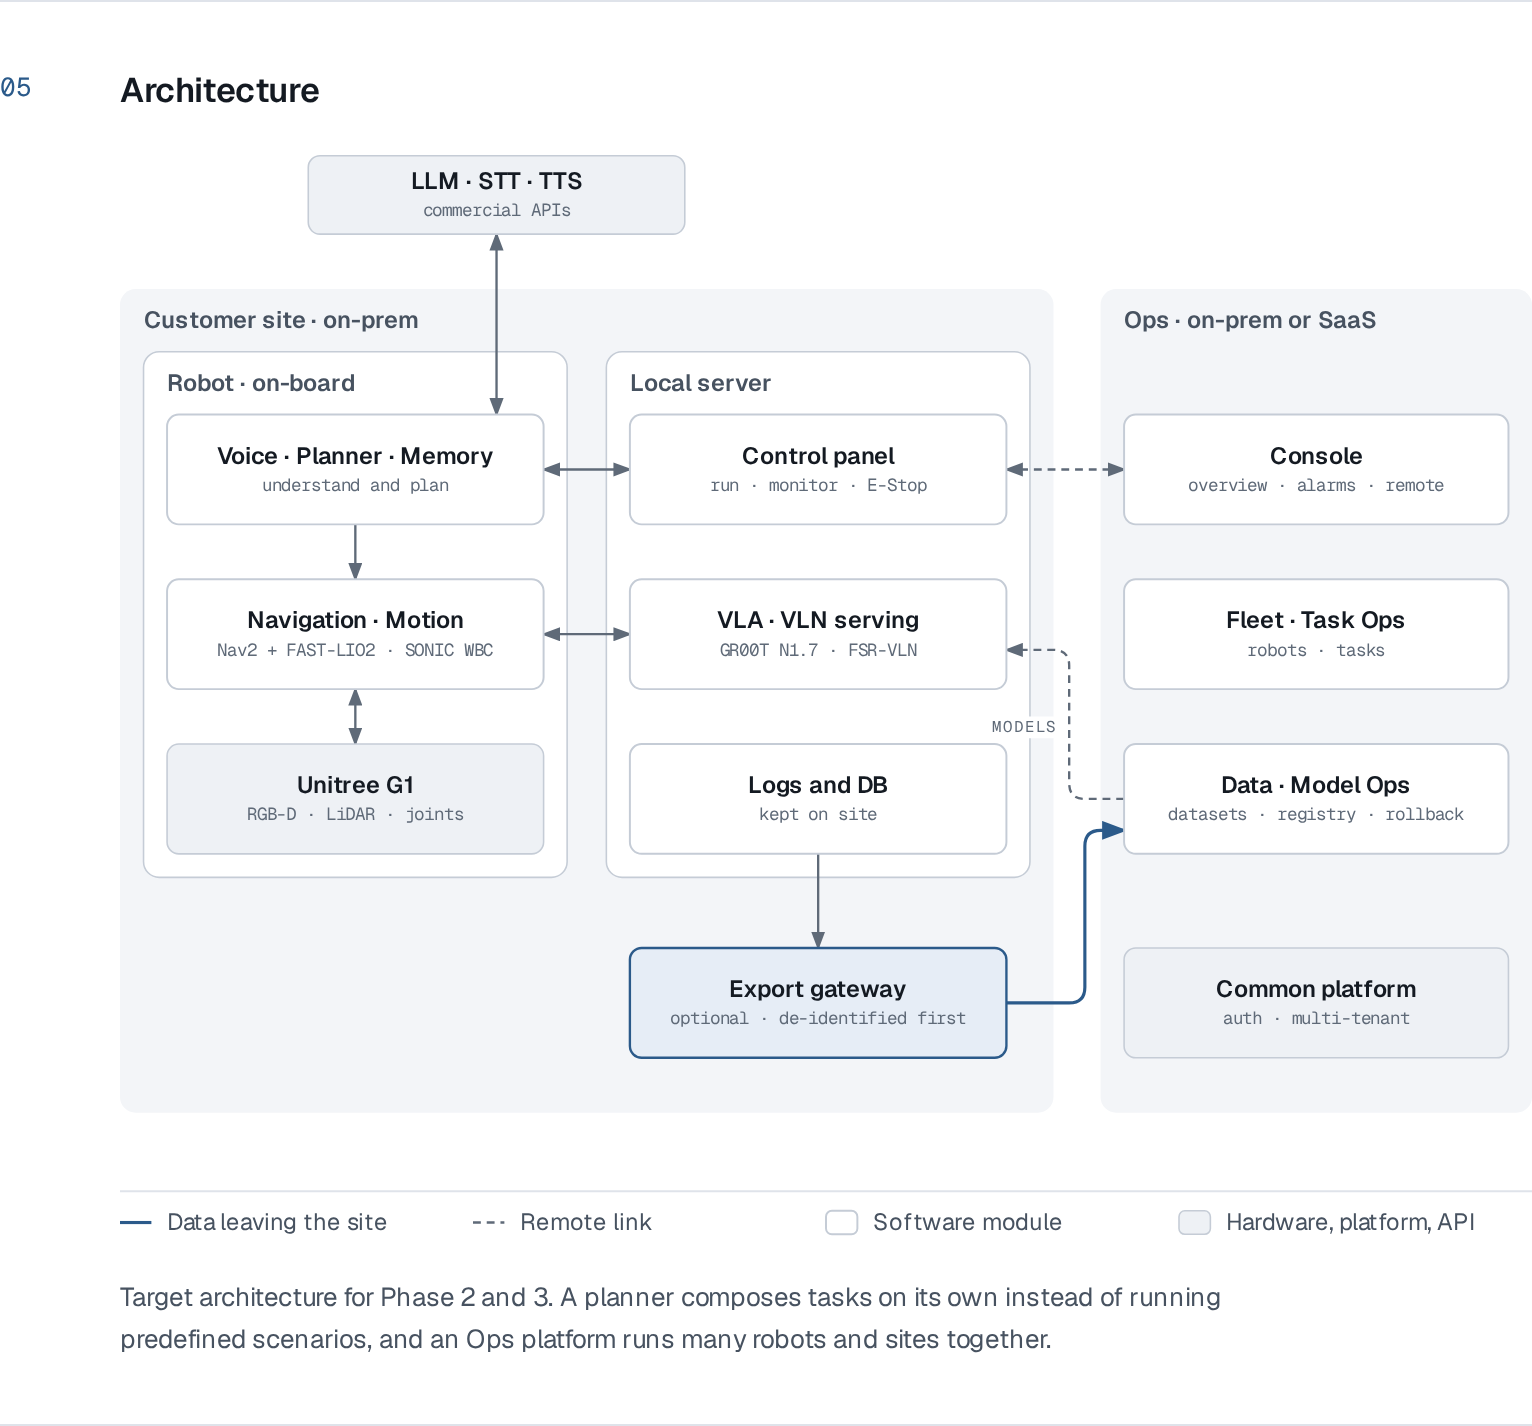 05
Architecture
LLM · STT · TTS
commercial APIs
Customer site · on-prem
Robot · on-board
Voice · Planner · Memory
understand and plan
Navigation · Motion
Nav2 + FAST-LIO2 · SONIC WBC
Unitree G1
RGB-D · LiDAR · joints
Local server
Control panel
run · monitor · E-Stop
VLA · VLN serving
GR00T N1.7 · FSR-VLN
MODELS
Logs and DB
kept on site
Export gateway
optional · de-identified first
Ops · on-prem or SaaS
Console
overview · alarms · remote
Fleet · Task Ops
robots · tasks
Data · Model Ops
datasets · registry · rollback
Common platform
auth · multi-tenant
Data leaving the site
Remote link
Software module
Hardware, platform, API
Target architecture for Phase 2 and 3. A planner composes tasks on its own instead of running
predefined scenarios, and an Ops platform runs many robots and sites together.